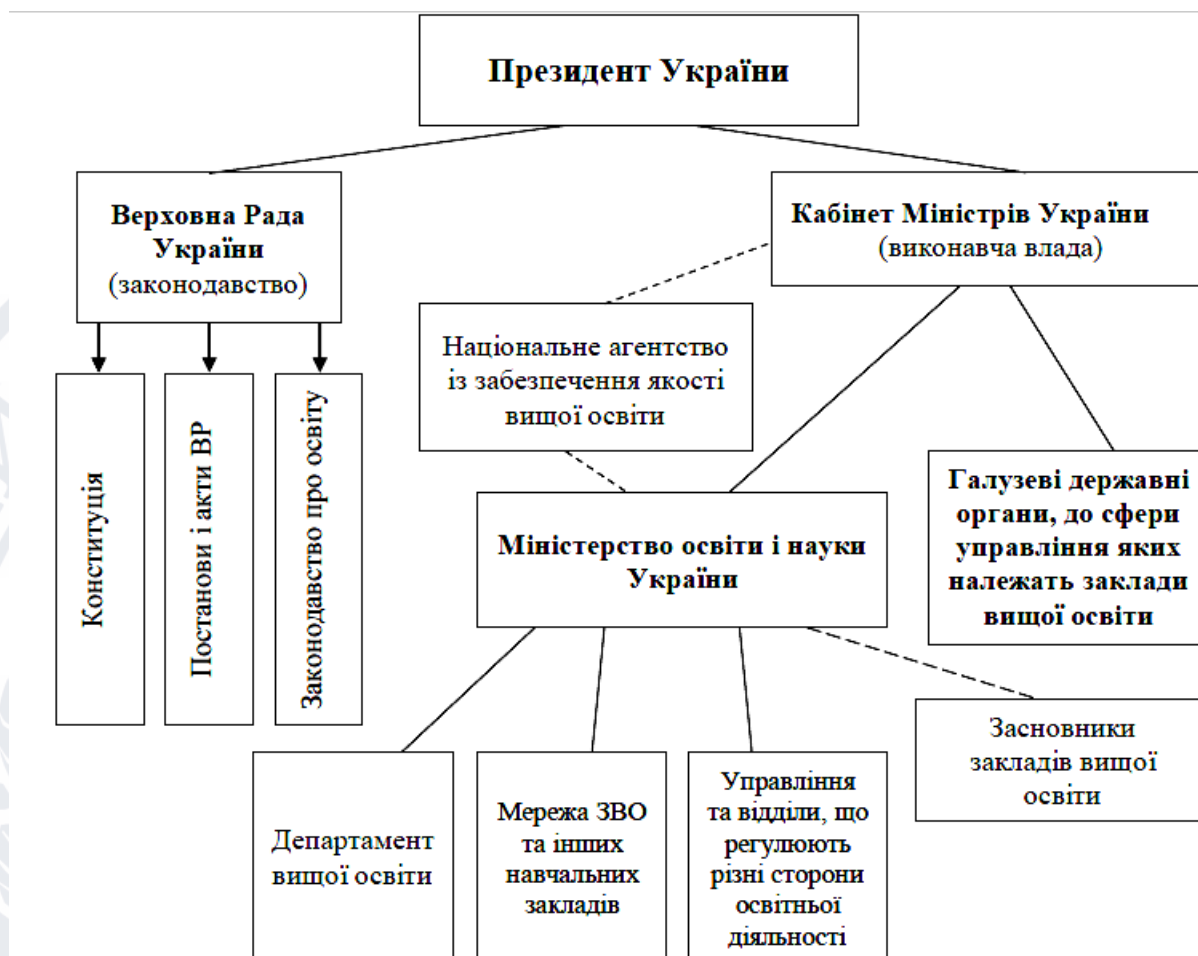 Президент України
Верховна Рада
України
(законодавство)
Кабінет Міністрів України
(виконавча влада)
Національне агентство
із забезпечення якості
вищої освіти
Конституція
Постанови і акти ВР
Законодавство про освіту
Міністерство освіти і науки
України
Галузеві державні
органи, до сфери
управління яких
належать заклади
вищої освіти
Департамент
вищої освіти
Мережа ЗВО
та інших
навчальних
закладів
Управління
та відділи, що
регулюють
різні сторони
освітньої
діяльності
Засновники
закладів вищої
освіти